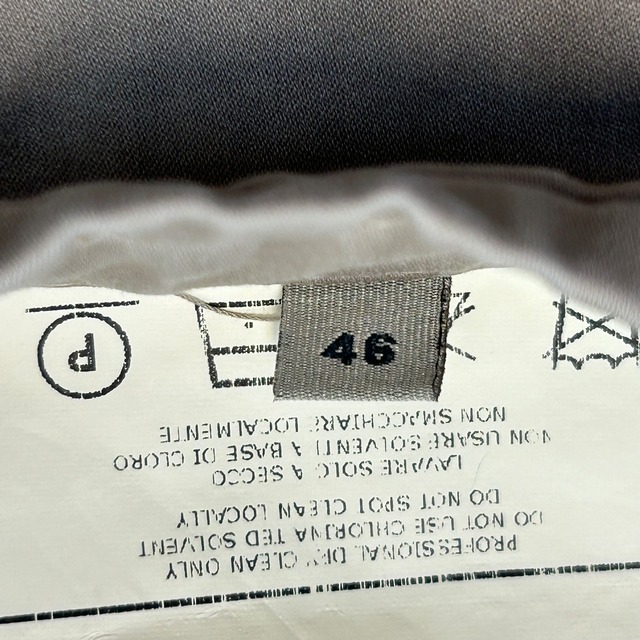 46
P
PROFESSIONAL DRY CLEAN ONLY
DO NOT USE CHLORINATED SOLVENT
DO NOT SPOT CLEAN LOCALLY
LAVARE SOLO A SECCO
NON USARE SOLVENTI A BASE DI CLORO
NON SMACCHIARE LOCALMENTE